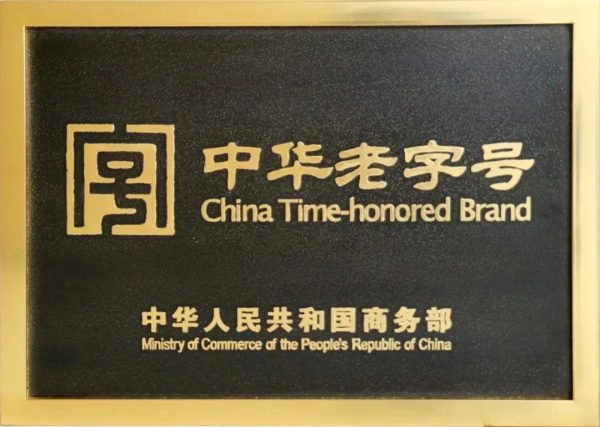 中华老字号
China Time-honored Brand
中华人民共和国商务部
Ministry of Commerce of the People's Republic of China